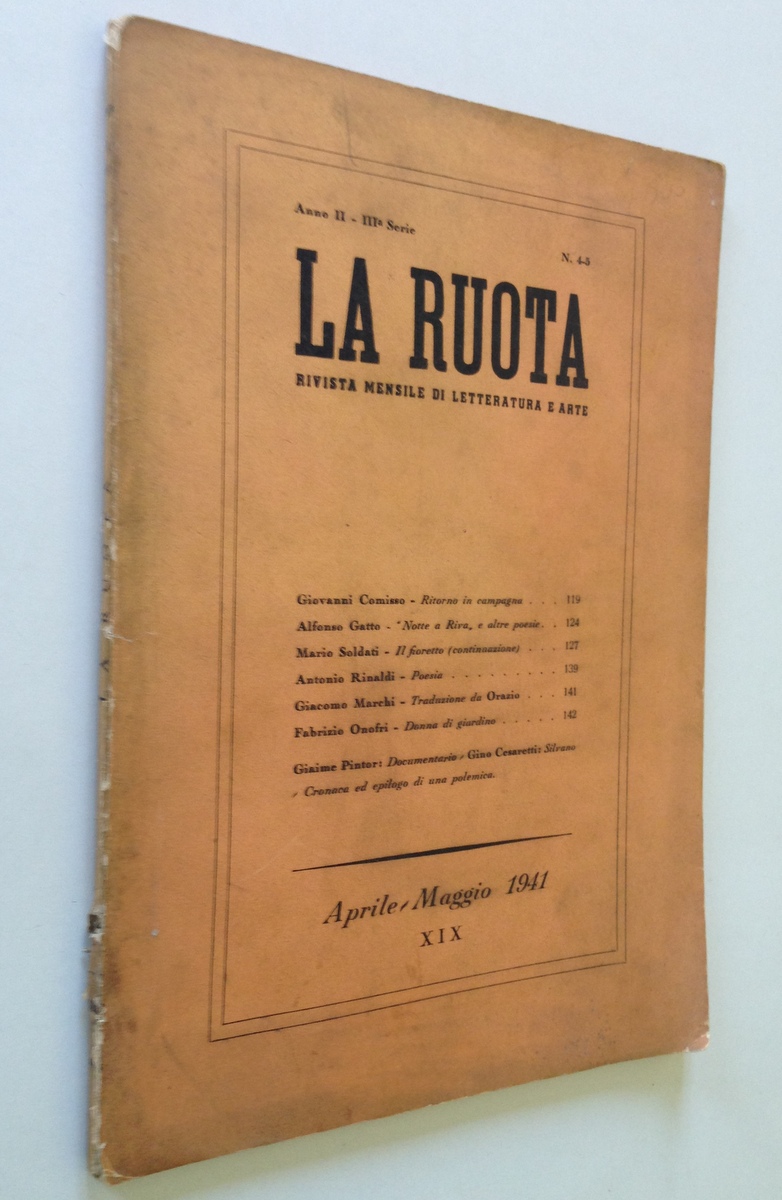 Anno II - IIIª Serie
N. 4-5
LA RUOTA
RIVISTA MENSILE DI LETTERATURA E ARTE
Giovanni Comisso - Ritorno in campagna . . . 119
Alfonso Gatto - "Notte a Riva„ e altre poesie . . 124
Mario Soldati - Il fioretto (continuazione) . . . 127
Antonio Rinaldi - Poesia . . . . . . . . . . 139
Giacomo Marchi - Traduzione da Orazio . . . 141
Fabrizio Onofri - Donna di giardino . . . . . 142
Giaime Pintor: Documentario - Gino Cesaretti: Silvano
- Cronaca ed epilogo di una polemica.
Aprile-Maggio 1941
XIX